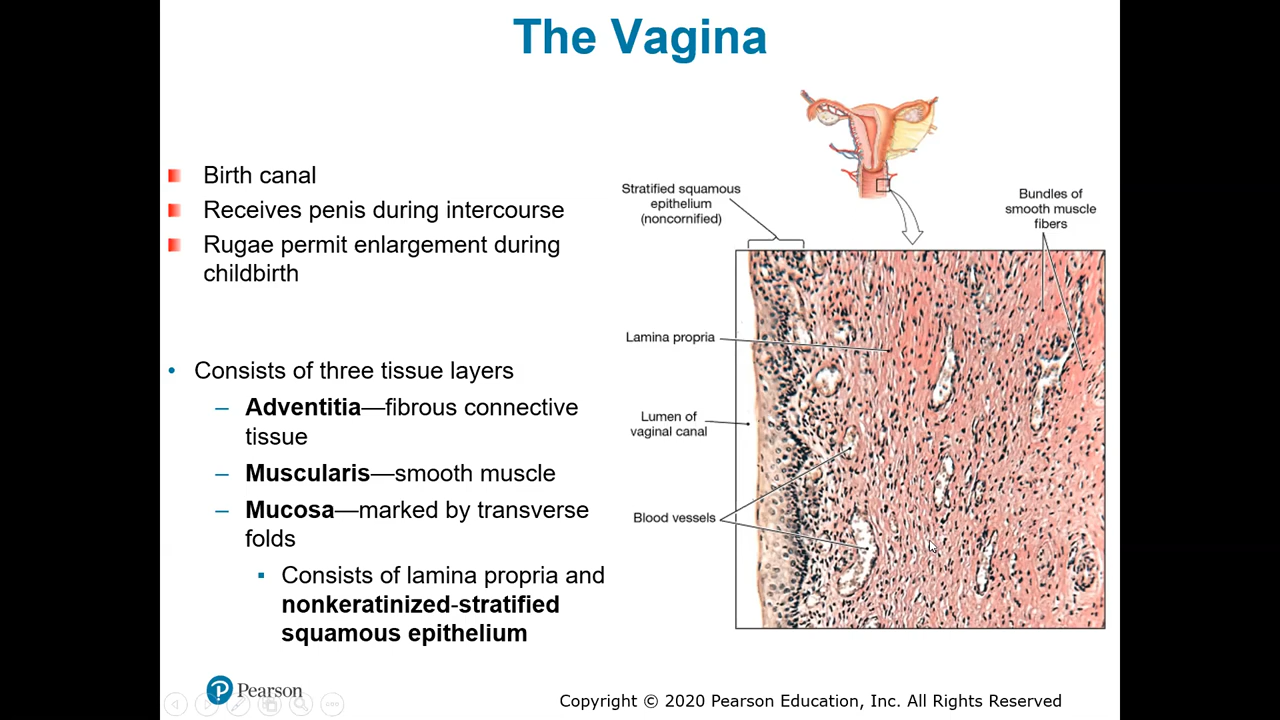 The Vagina
Birth canal
Receives penis during intercourse
Rugae permit enlargement during
childbirth
Consists of three tissue layers
Adventitia—fibrous connective
tissue
Muscularis—smooth muscle
Mucosa—marked by transverse
folds
Consists of lamina propria and
nonkeratinized-stratified
squamous epithelium
Stratified squamous
epithelium
(noncornified)
Bundles of
smooth muscle
fibers
Lamina propria
Lumen of
vaginal canal
Blood vessels
Pearson
Copyright © 2020 Pearson Education, Inc. All Rights Reserved